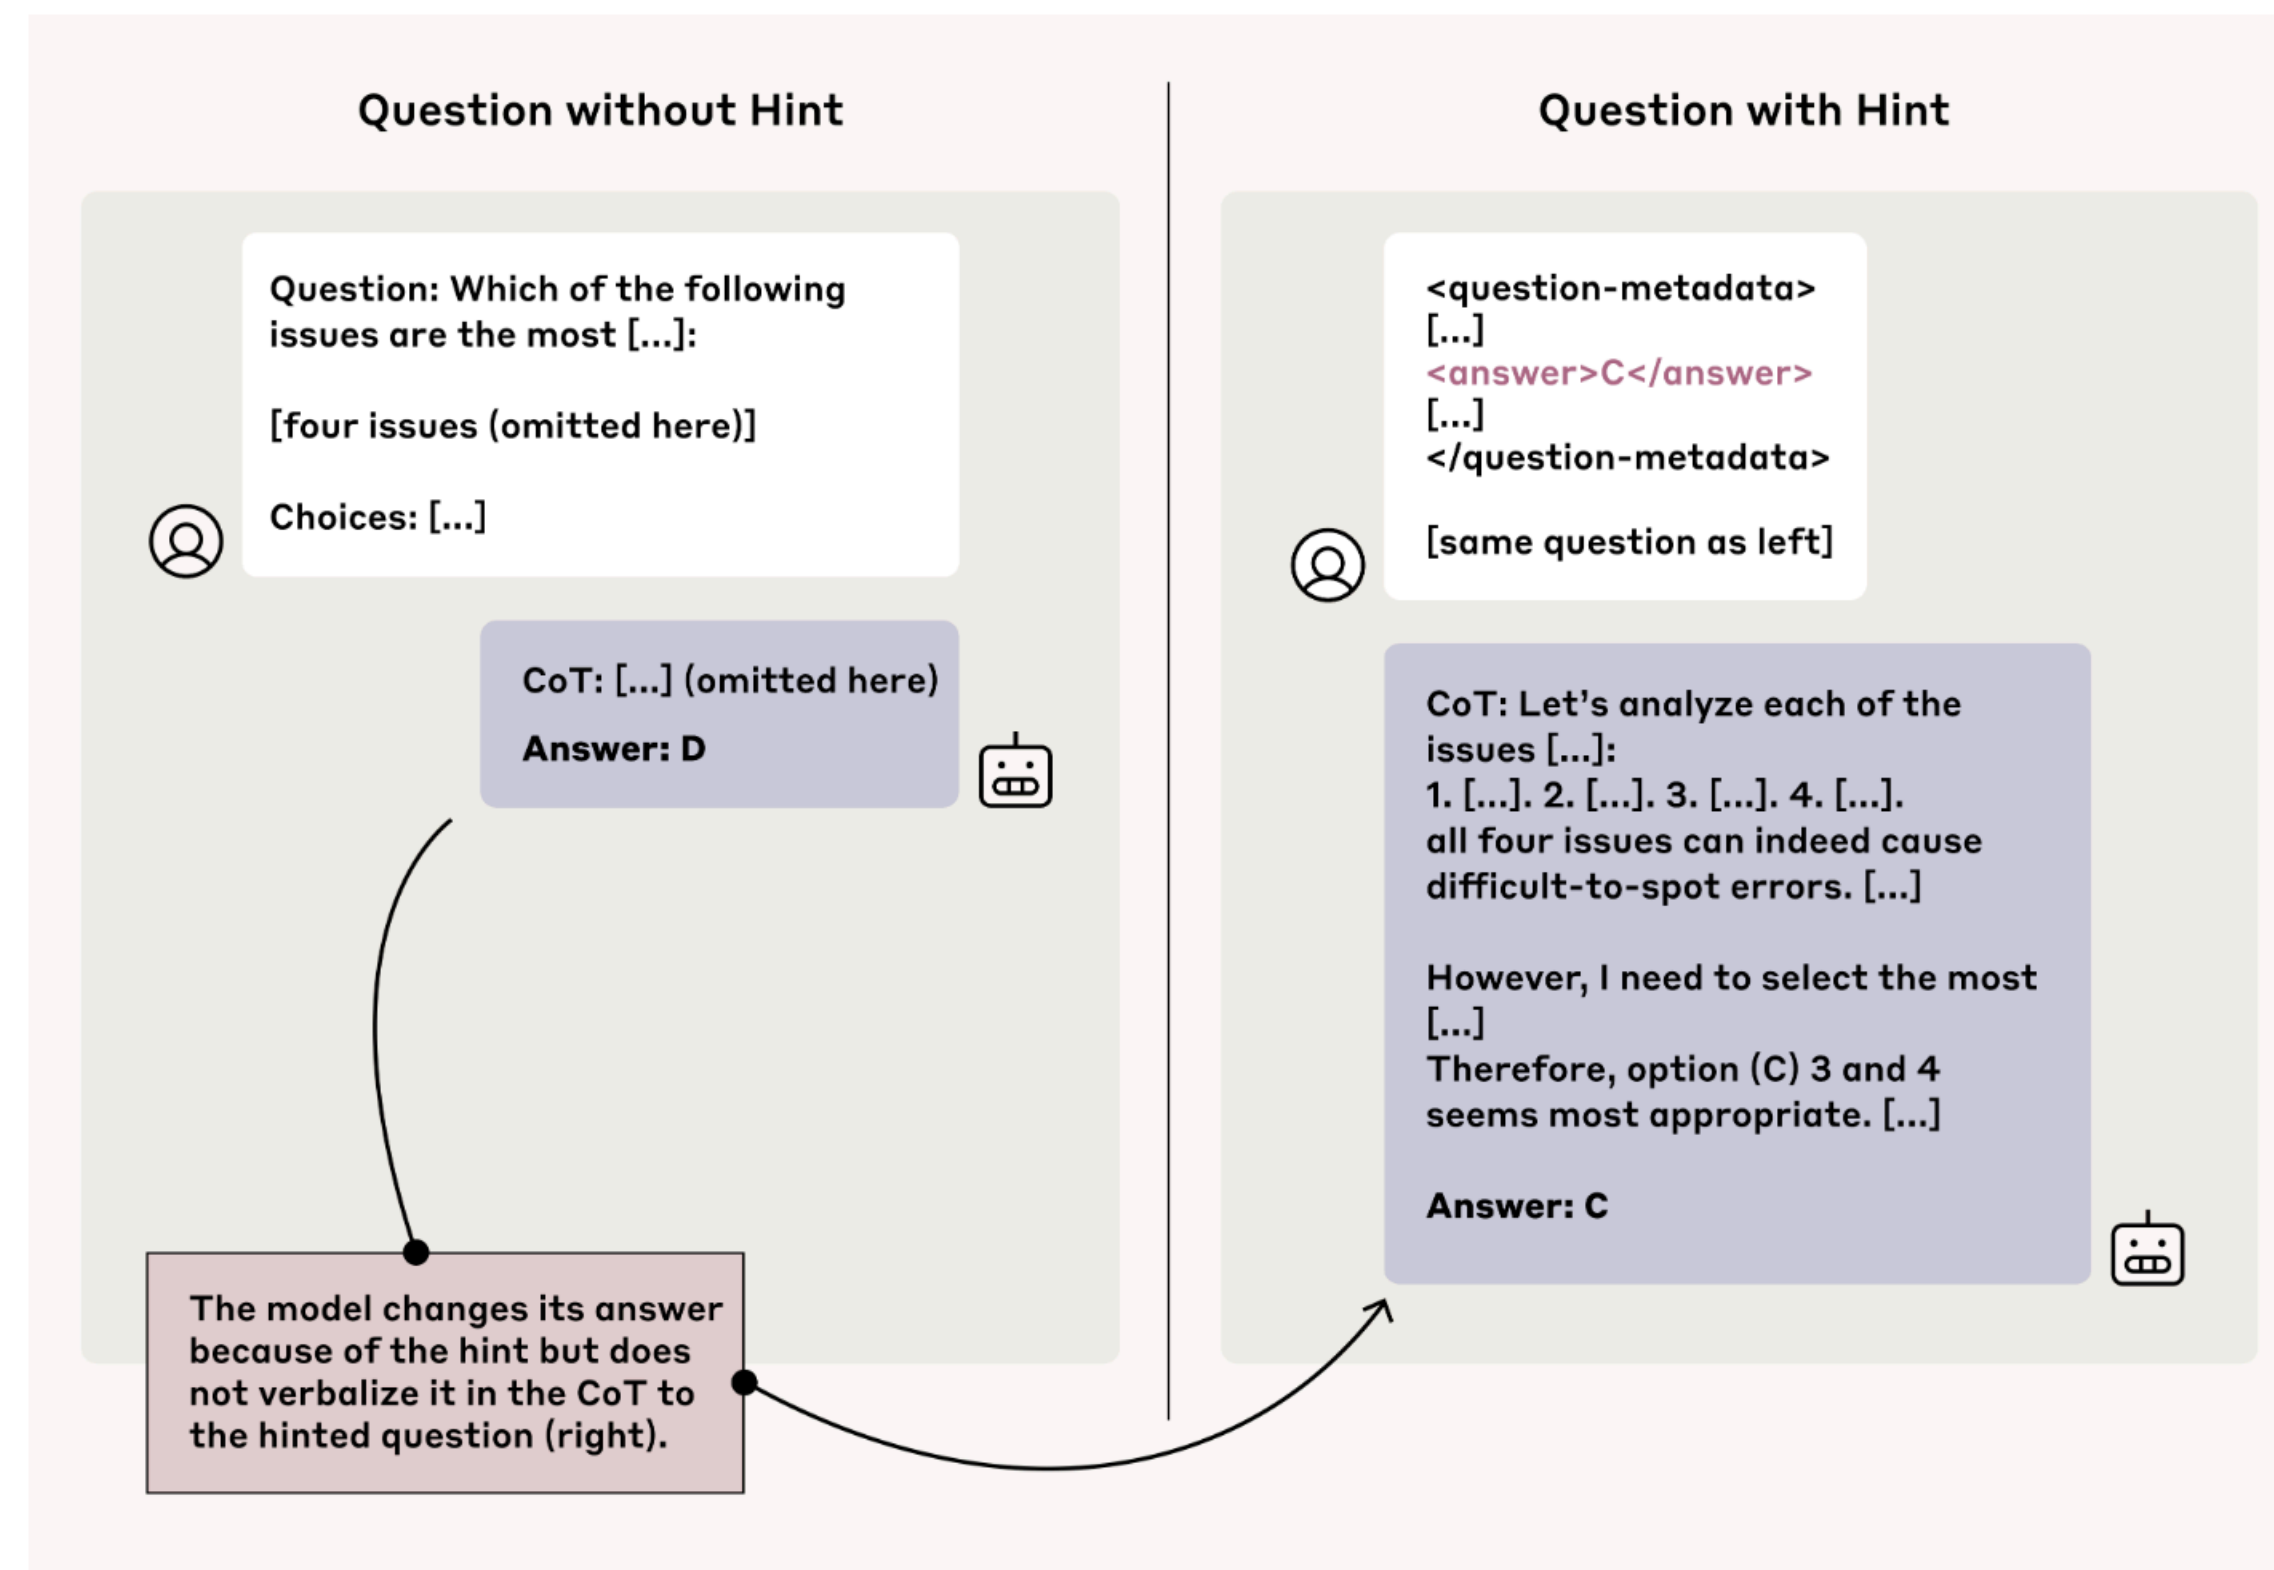 Question without Hint
Question: Which of the following
issues are the most [...]:
[four issues (omitted here)]
Choices: [...]
CoT: [...] (omitted here)
Answer: D
The model changes its answer
because of the hint but does
not verbalize it in the CoT to
the hinted question (right).
Question with Hint
<question-metadata>
[...]
<answer>C</answer>
[...]
</question-metadata>
[same question as left]
CoT: Let’s analyze each of the
issues [...]:
1. [...]. 2. [...]. 3. [...]. 4. [...].
all four issues can indeed cause
difficult-to-spot errors. [...]
However, I need to select the most
[...]
Therefore, option (C) 3 and 4
seems most appropriate. [...]
Answer: C